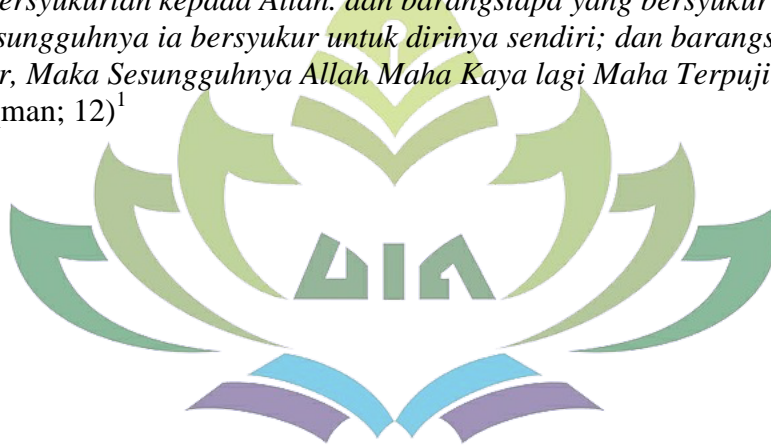 ersyukurlah kepada Allah. dan barangsiapa yang bersyukur
sungguhnya ia bersyukur untuk dirinya sendiri; dan barangs
r, Maka Sesungguhnya Allah Maha Kaya lagi Maha Terpuji
man; 12)¹
UIN